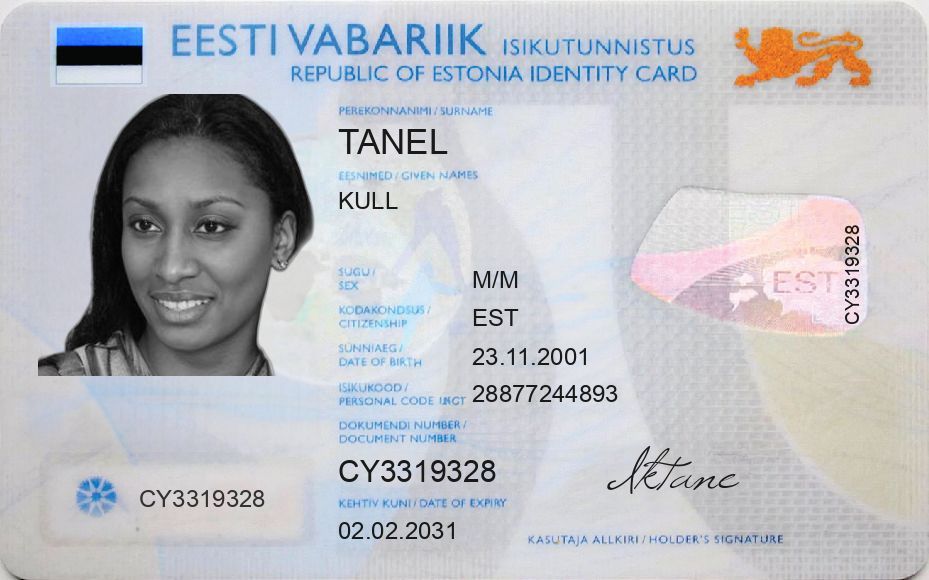 EESTI VABARIIK ISIKUTUNNISTUS
REPUBLIC OF ESTONIA IDENTITY CARD
PEREKONNANIMI / SURNAME
TANEL
EESNIMED / GIVEN NAMES
KULL
SUGU /
SEX
M/M
KODAKONDSUS /
CITIZENSHIP
EST
SÜNNIAEG /
DATE OF BIRTH
23.11.2001
ISIKUKOOD /
PERSONAL CODE
28877244893
DOKUMENDI NUMBER /
DOCUMENT NUMBER
CY3319328
KEHTIV KUNI / DATE OF EXPIRY
02.02.2031
CY3319328
EST
CY3319328
KASUTAJA ALLKIRI / HOLDER'S SIGNATURE